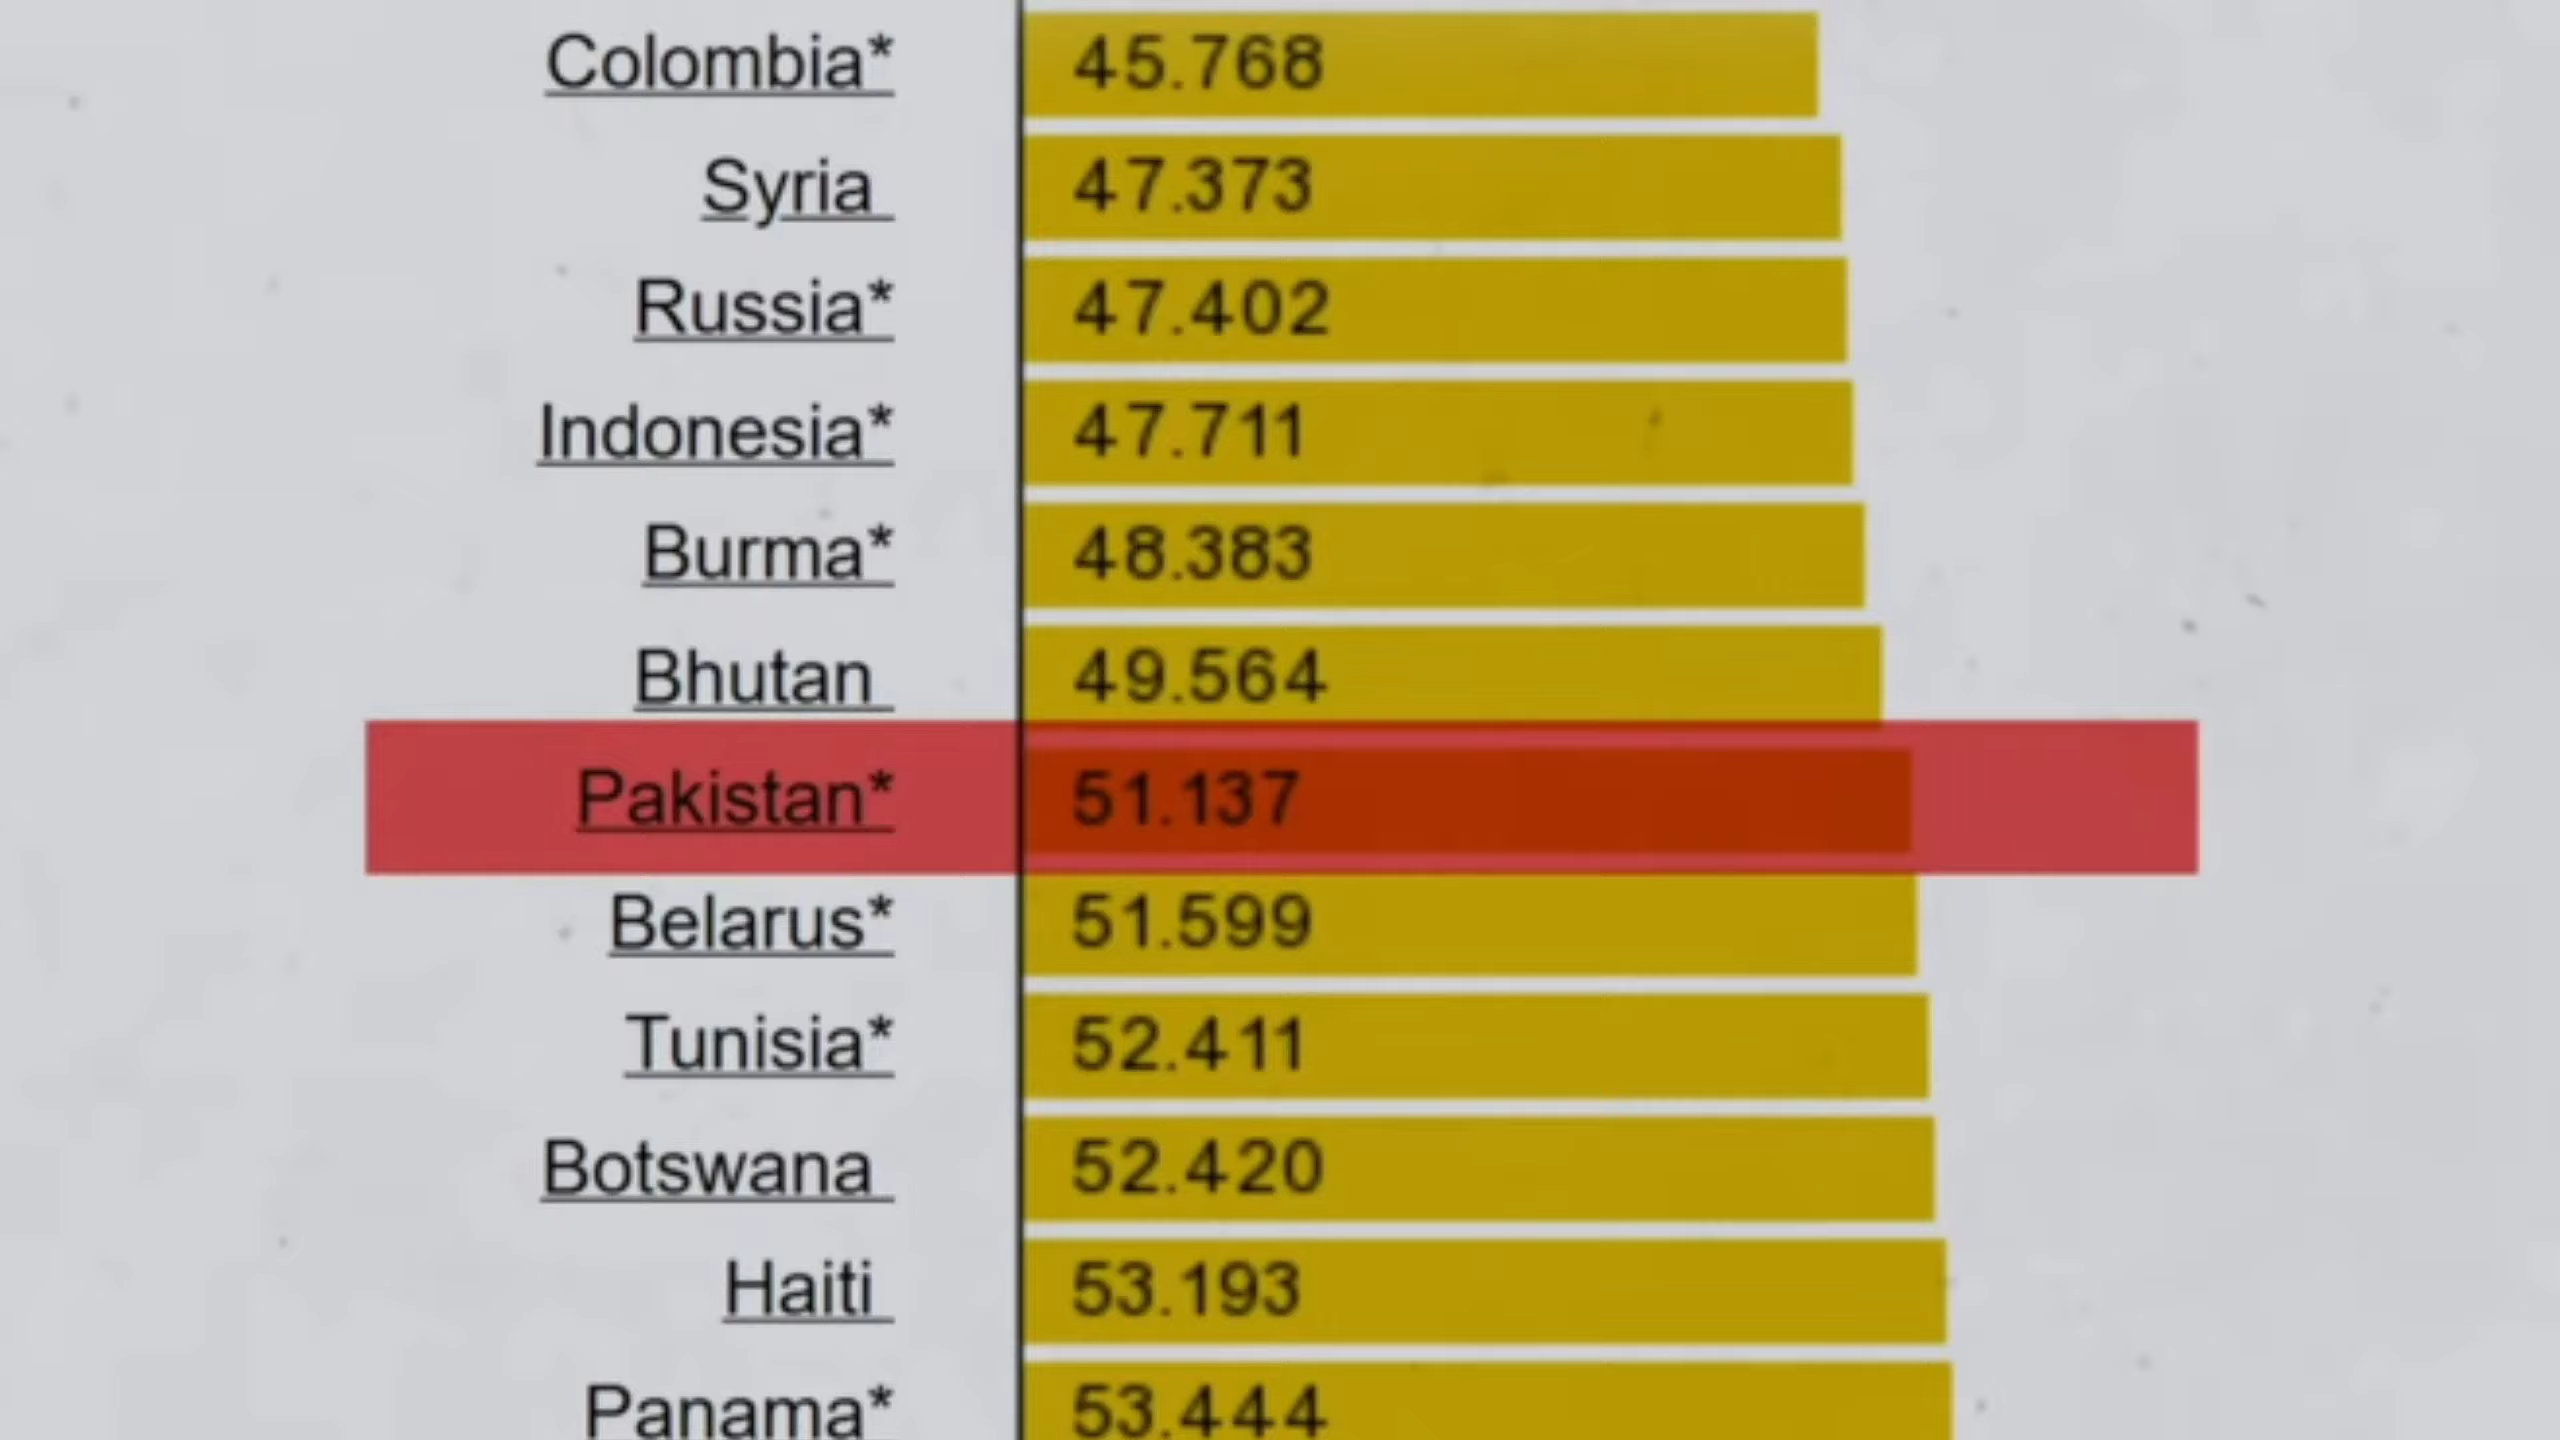 Colombia* 45.768
Syria 47.373
Russia* 47.402
Indonesia* 47.711
Burma* 48.383
Bhutan 49.564
Pakistan* 51.137
Belarus* 51.599
Tunisia* 52.411
Botswana 52.420
Haiti 53.193
Panama* 53.444